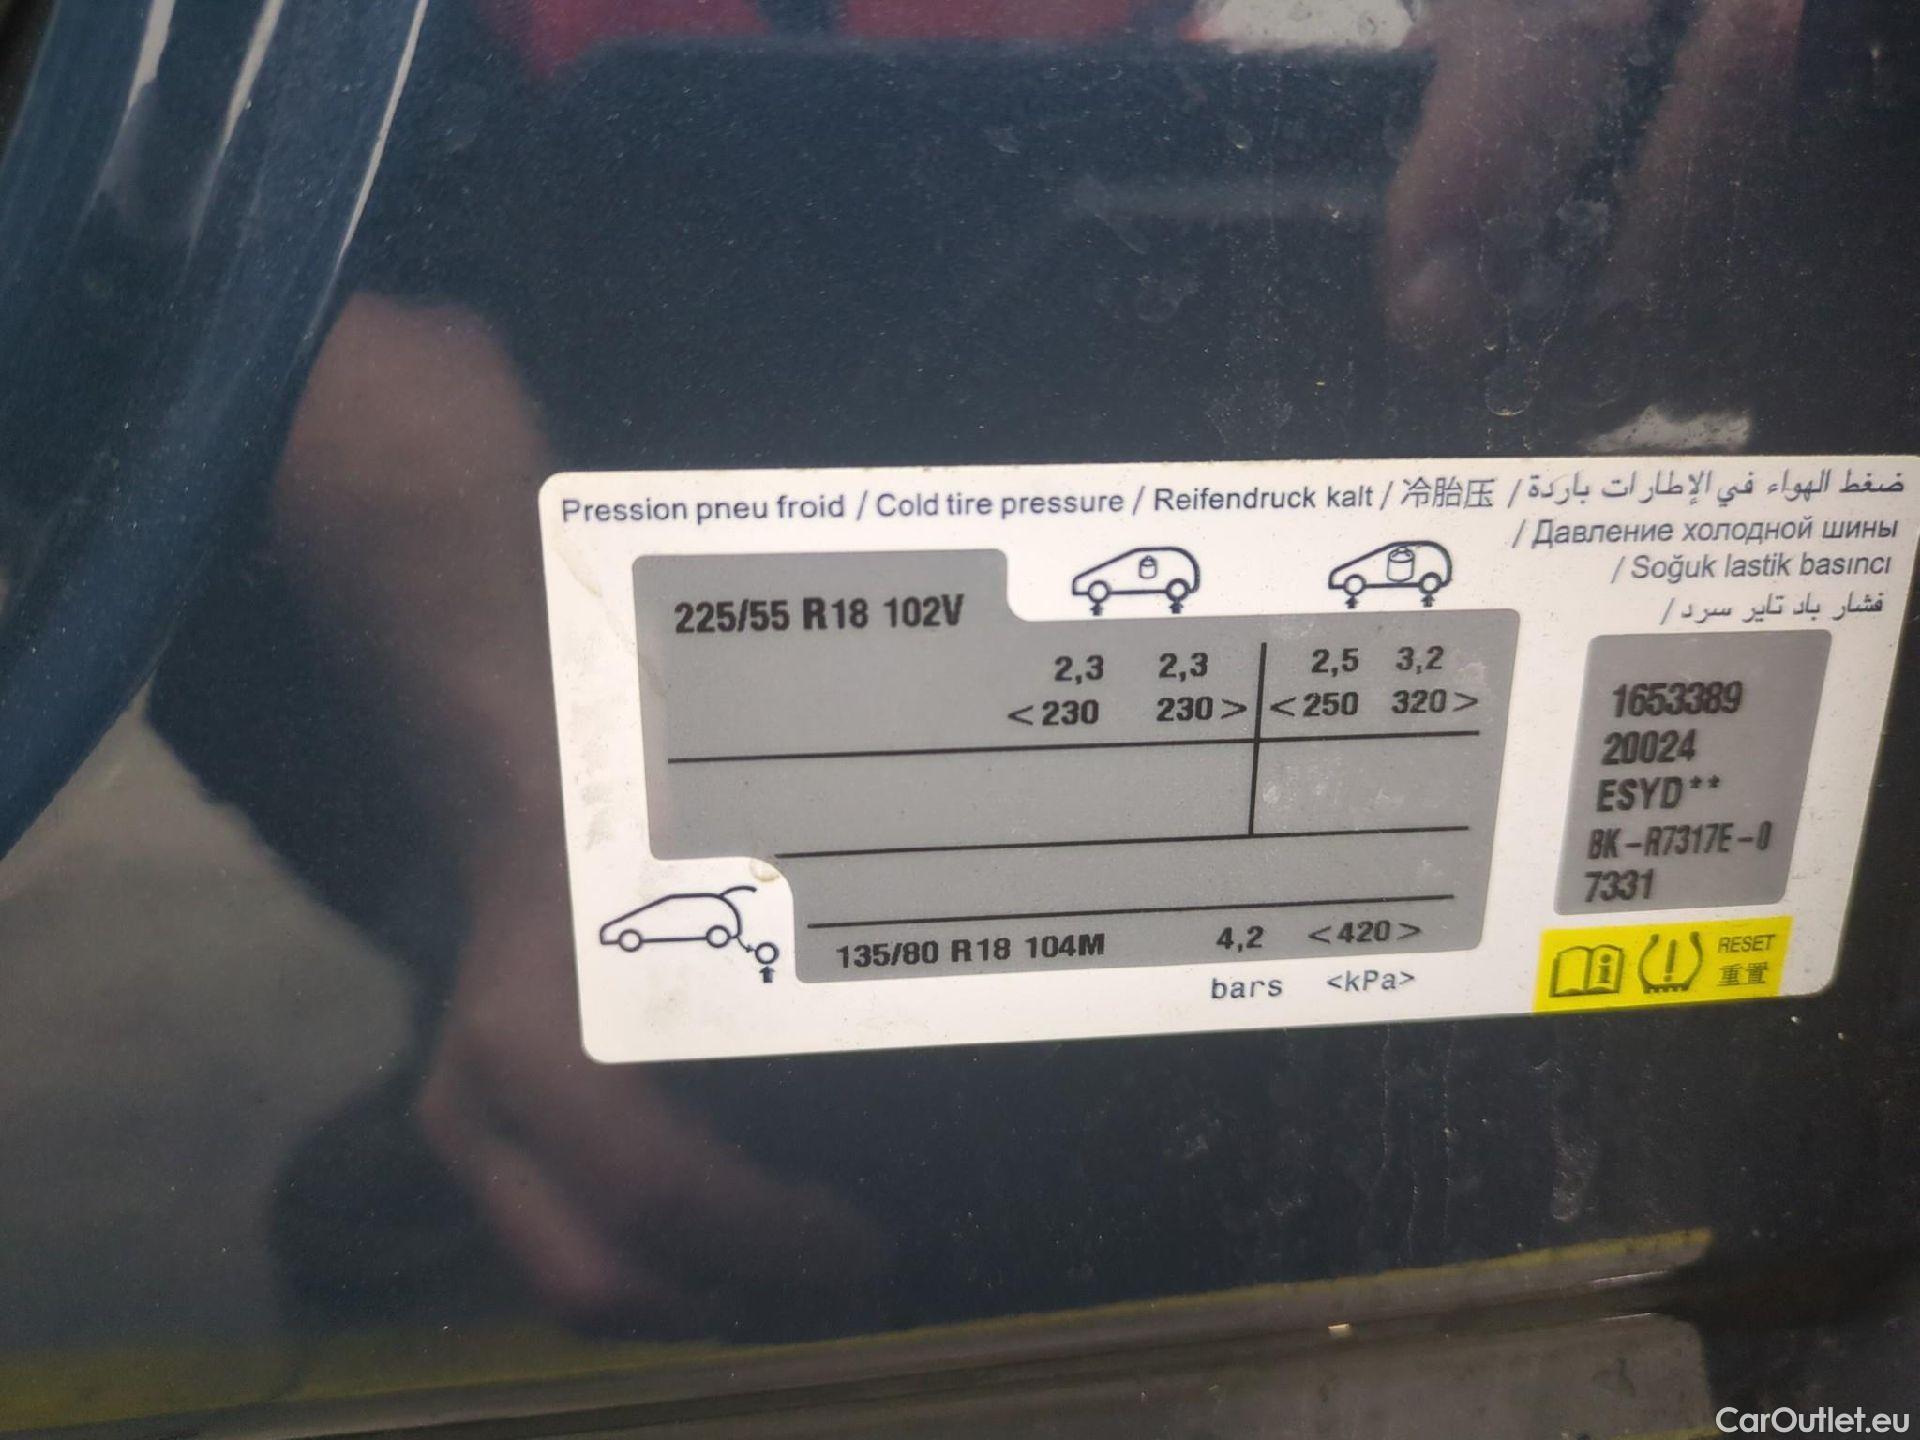 Pression pneu froid / Cold tire pressure / Reifendruck kalt / 冷胎压 / ضغط الهواء في الإطارات باردة
/ Давление холодной шины
/ Soğuk lastik basıncı
/ فشار باد تایر سرد
225/55 R18 102V
2,3 2,3 2,5 3,2
<230 230> <250 320>
135/80 R18 104M 4,2 <420>
bars <kPa>
1653389
20024
ESYD**
BK-R7317E-0
7331
RESET
重置
CarOutlet.eu